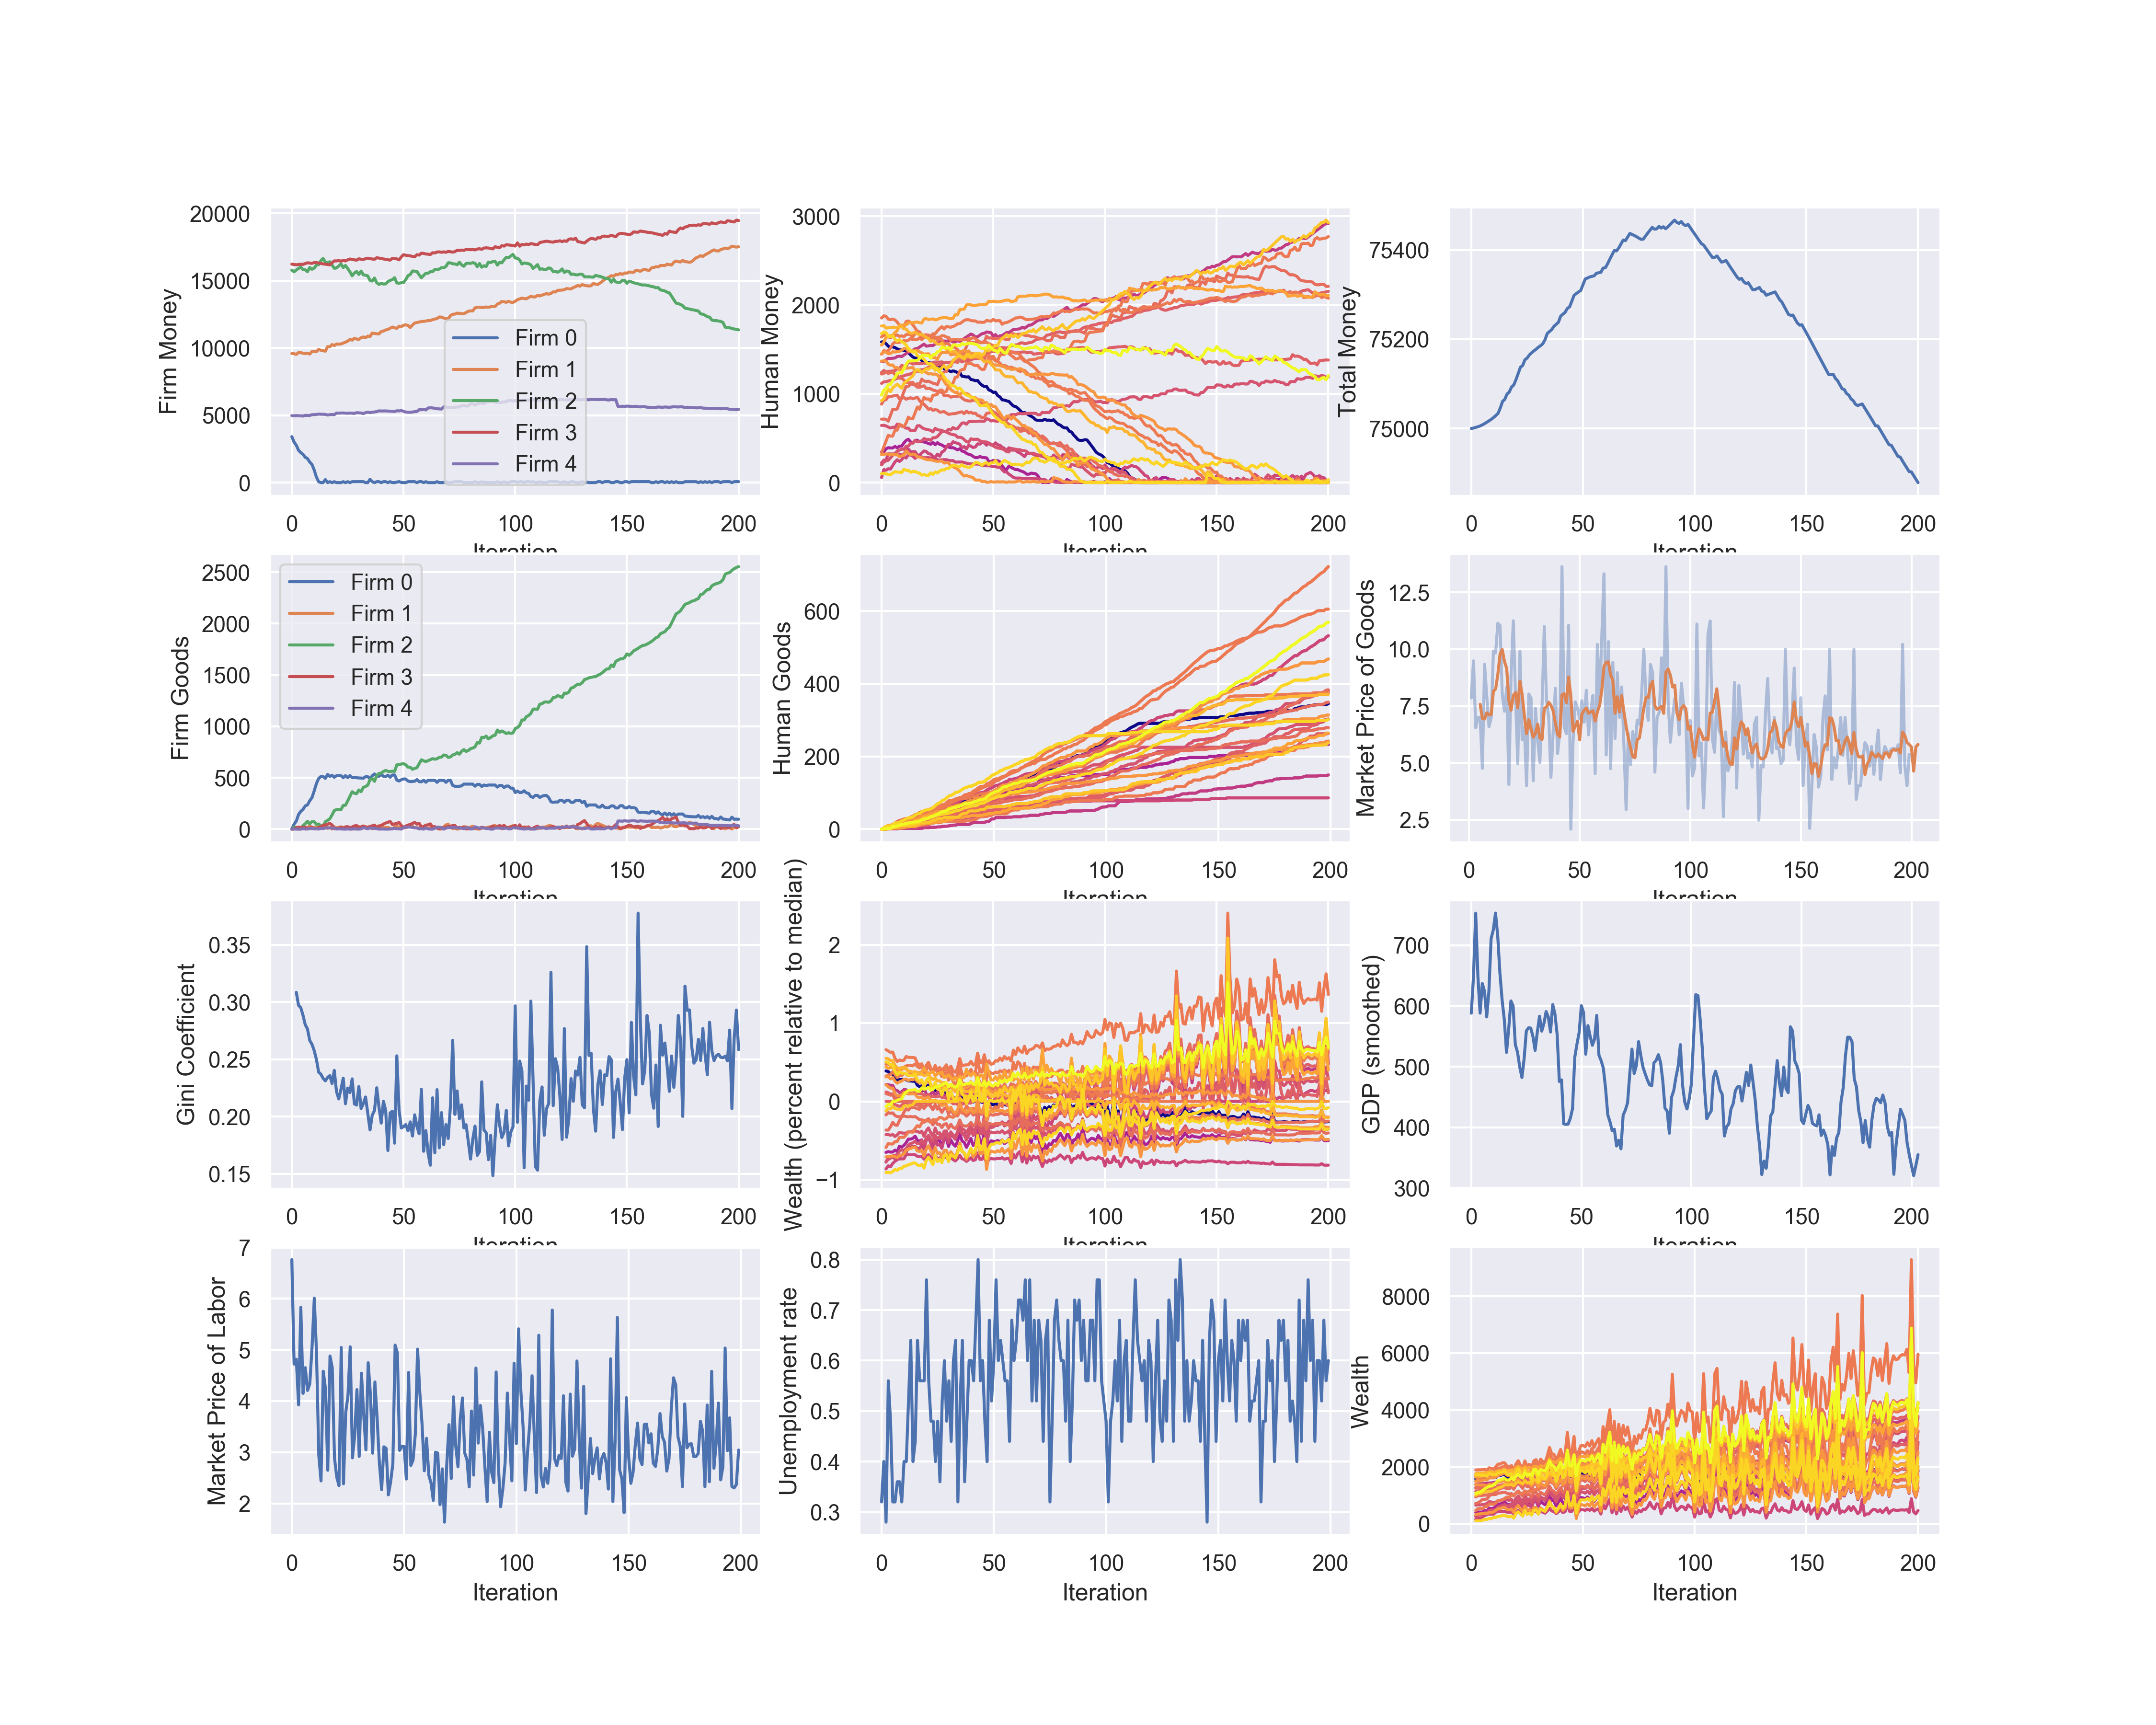 Firm Money
20000
15000
10000
5000
0
Firm 0
Firm 1
Firm 2
Firm 3
Firm 4
0 50 100 150 200
Iteration
Human Money
3000
2000
1000
0
0 50 100 150 200
Iteration
Total Money
75400
75200
75000
0 50 100 150 200
Iteration
Firm Goods
2500
2000
1500
1000
500
0
Firm 0
Firm 1
Firm 2
Firm 3
Firm 4
0 50 100 150 200
Iteration
Human Goods
600
400
200
0
0 50 100 150 200
Iteration
Market Price of Goods
12.5
10.0
7.5
5.0
2.5
0 50 100 150 200
Iteration
Gini Coefficient
0.35
0.30
0.25
0.20
0.15
0 50 100 150 200
Iteration
Wealth (percent relative to median)
2
1
0
−1
0 50 100 150 200
Iteration
GDP (smoothed)
700
600
500
400
300
0 50 100 150 200
Iteration
Market Price of Labor
7
6
5
4
3
2
0 50 100 150 200
Iteration
Unemployment rate
0.8
0.7
0.6
0.5
0.4
0.3
0 50 100 150 200
Iteration
Wealth
8000
6000
4000
2000
0
0 50 100 150 200
Iteration